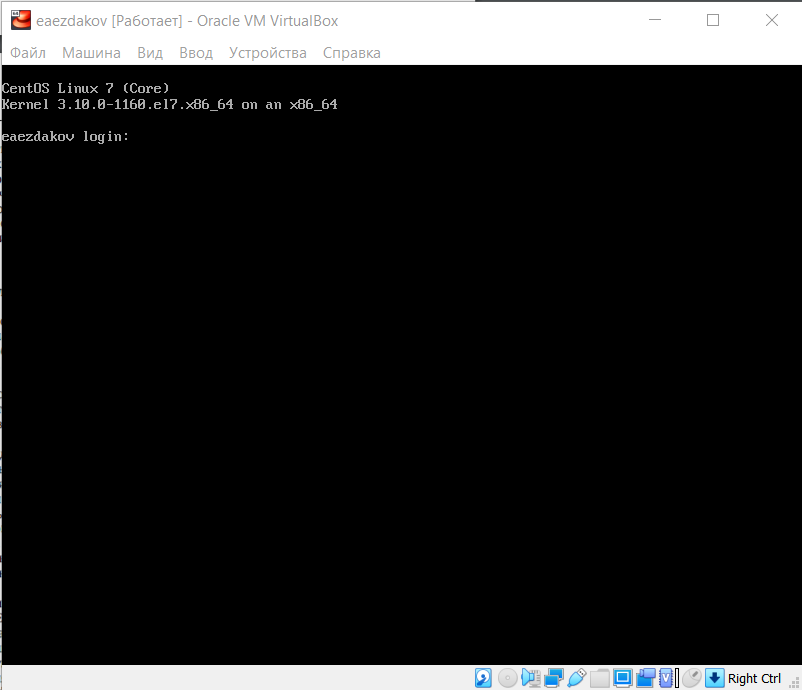 eaezdakov [Работает] - Oracle VM VirtualBox
Файл Машина Вид Ввод Устройства Справка
CentOS Linux 7 (Core)
Kernel 3.10.0-1160.el7.x86_64 on an x86_64
eaezdakov login:
Right Ctrl